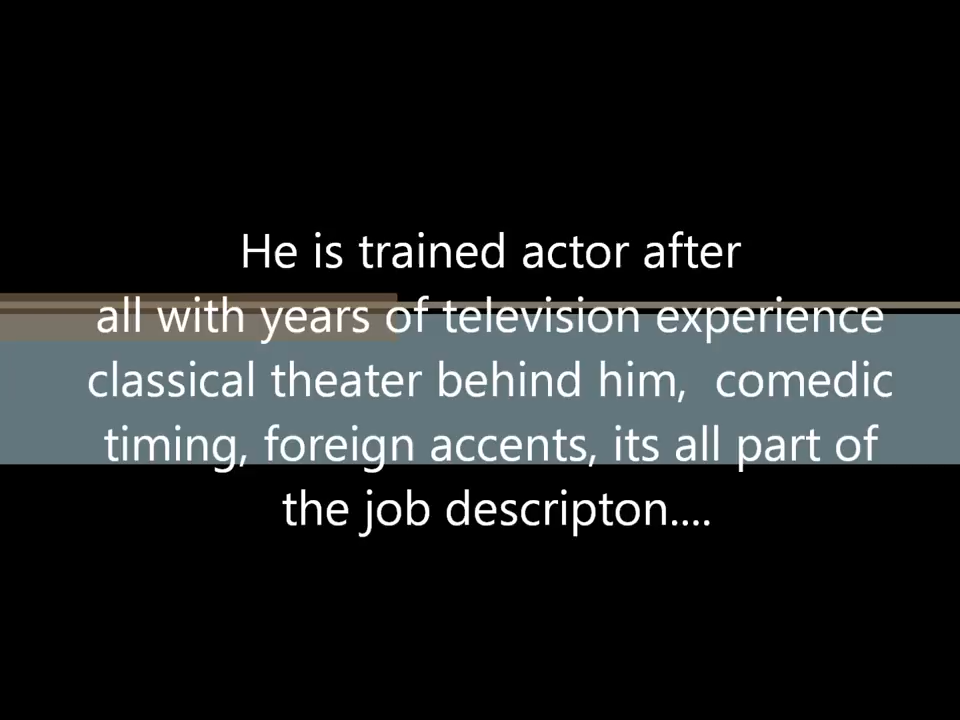 He is trained actor after
all with years of television experience
classical theater behind him,  comedic
timing, foreign accents, its all part of
the job descripton....